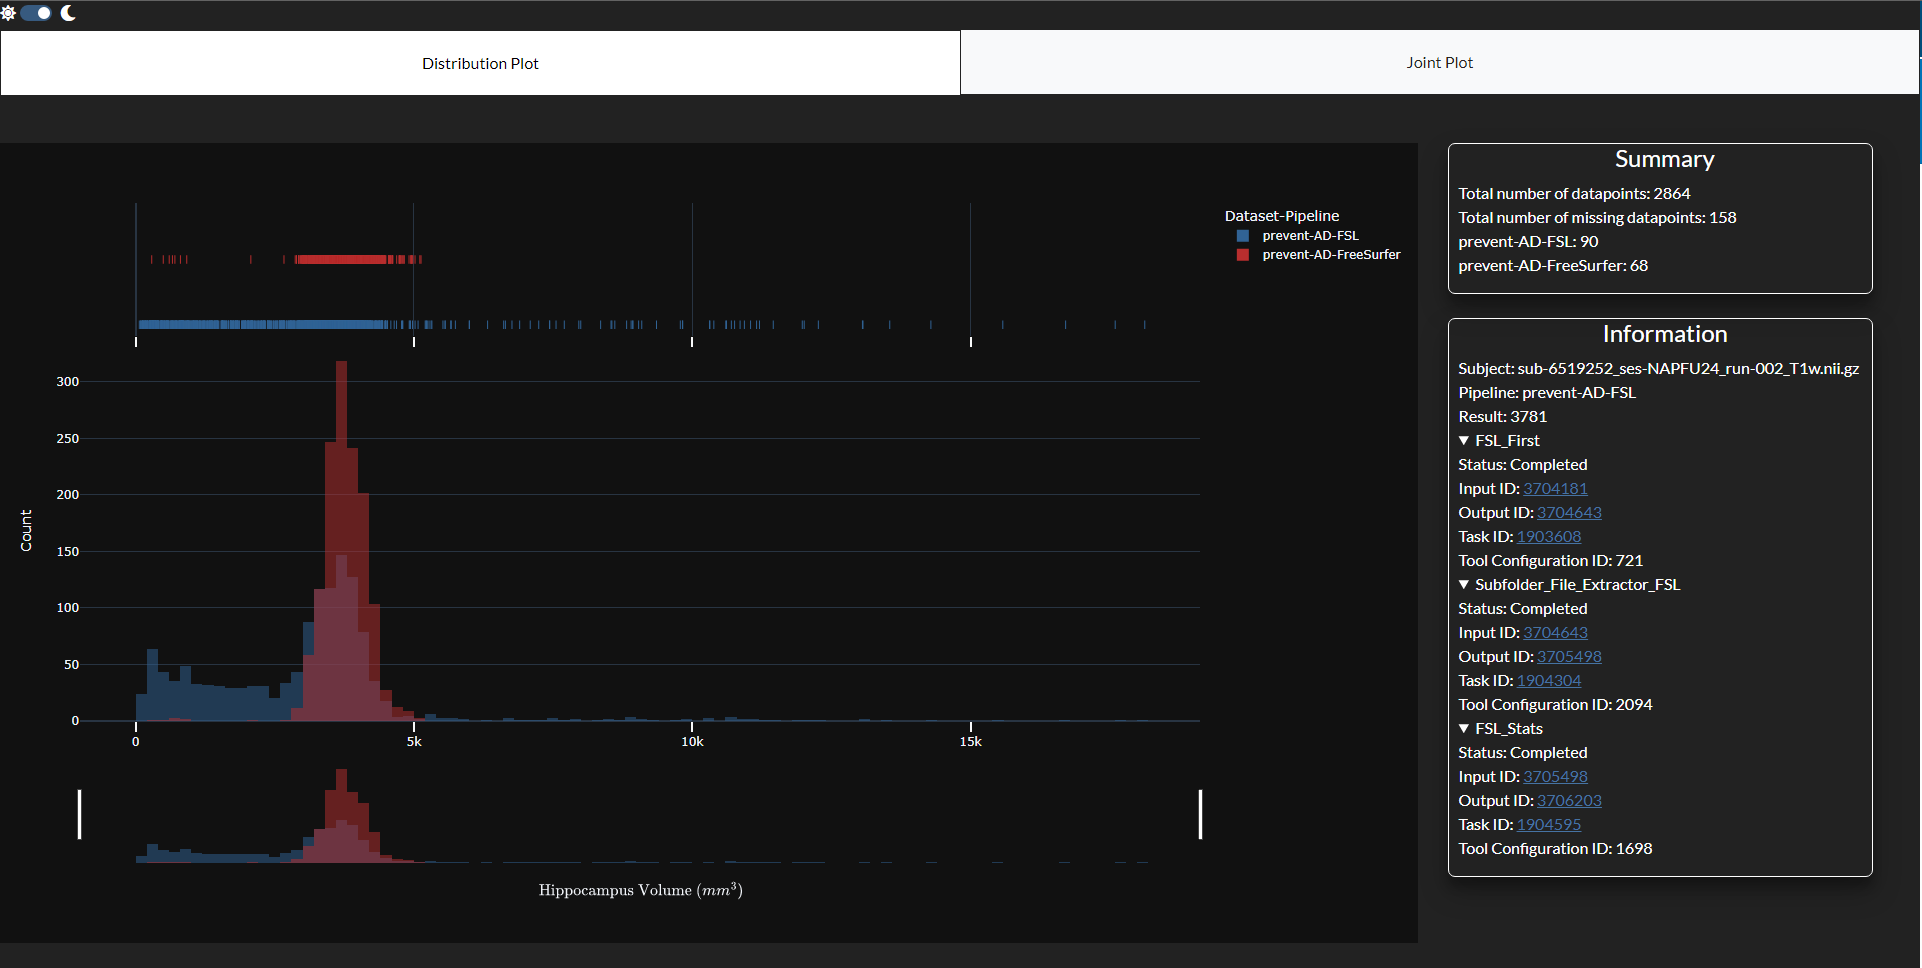 Distribution Plot
Joint Plot
Dataset-Pipeline
prevent-AD-FSL
prevent-AD-FreeSurfer
300
250
200
150
100
50
0
Count
0
5k
10k
15k
Hippocampus Volume (mm³)
Summary
Total number of datapoints: 2864
Total number of missing datapoints: 158
prevent-AD-FSL: 90
prevent-AD-FreeSurfer: 68
Information
Subject: sub-6519252_ses-NAPFU24_run-002_T1w.nii.gz
Pipeline: prevent-AD-FSL
Result: 3781
▼ FSL_First
Status: Completed
Input ID: 3704181
Output ID: 3704643
Task ID: 1903608
Tool Configuration ID: 721
▼ Subfolder_File_Extractor_FSL
Status: Completed
Input ID: 3704643
Output ID: 3705498
Task ID: 1904304
Tool Configuration ID: 2094
▼ FSL_Stats
Status: Completed
Input ID: 3705498
Output ID: 3706203
Task ID: 1904595
Tool Configuration ID: 1698